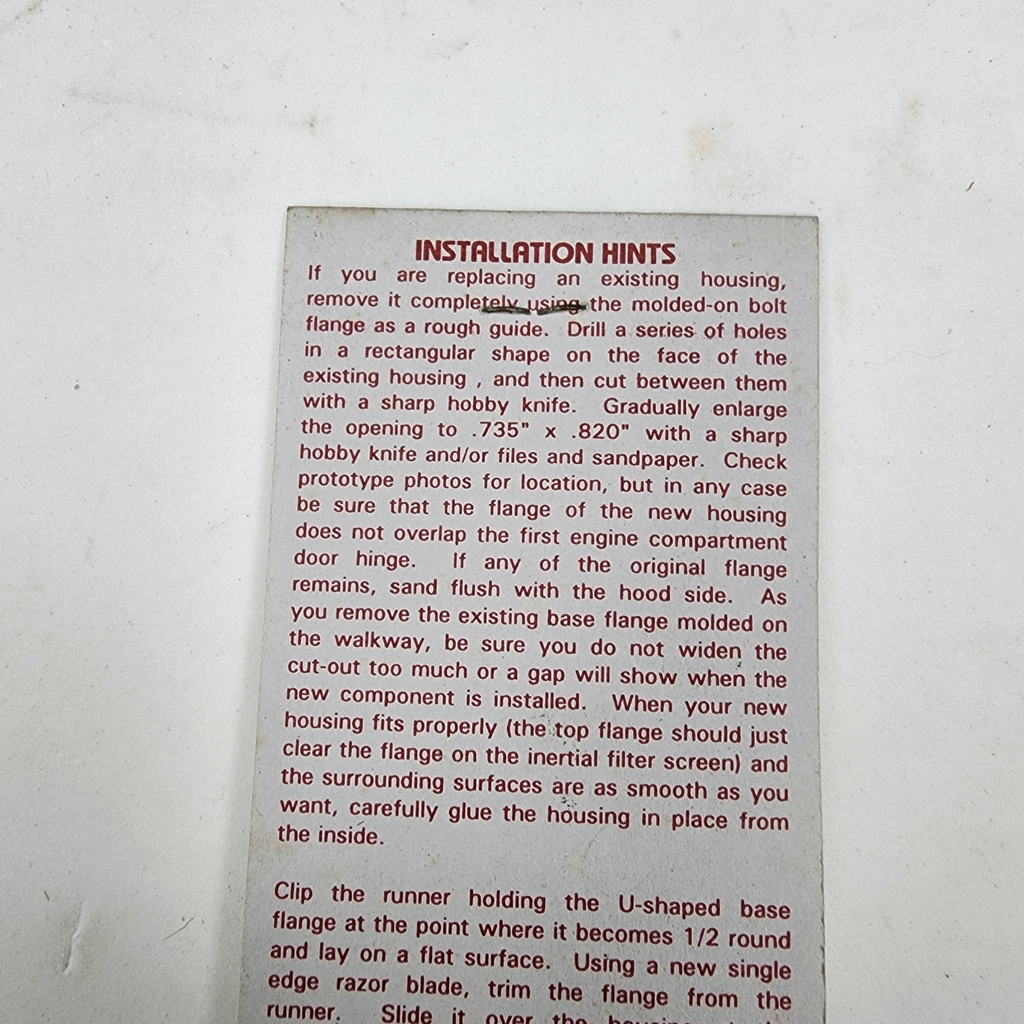 INSTALLATION HINTS
If you are replacing an existing housing,
remove it completely using the molded-on bolt
flange as a rough guide. Drill a series of holes
in a rectangular shape on the face of the
existing housing , and then cut between them
with a sharp hobby knife. Gradually enlarge
the opening to .735" x .820" with a sharp
hobby knife and/or files and sandpaper. Check
prototype photos for location, but in any case
be sure that the flange of the new housing
does not overlap the first engine compartment
door hinge. If any of the original flange
remains, sand flush with the hood side. As
you remove the existing base flange molded on
the walkway, be sure you do not widen the
cut-out too much or a gap will show when the
new component is installed. When your new
housing fits properly (the top flange should just
clear the flange on the inertial filter screen) and
the surrounding surfaces are as smooth as you
want, carefully glue the housing in place from
the inside.
Clip the runner holding the U-shaped base
flange at the point where it becomes 1/2 round
and lay on a flat surface. Using a new single
edge razor blade, trim the flange from the
runner. Slide it over the